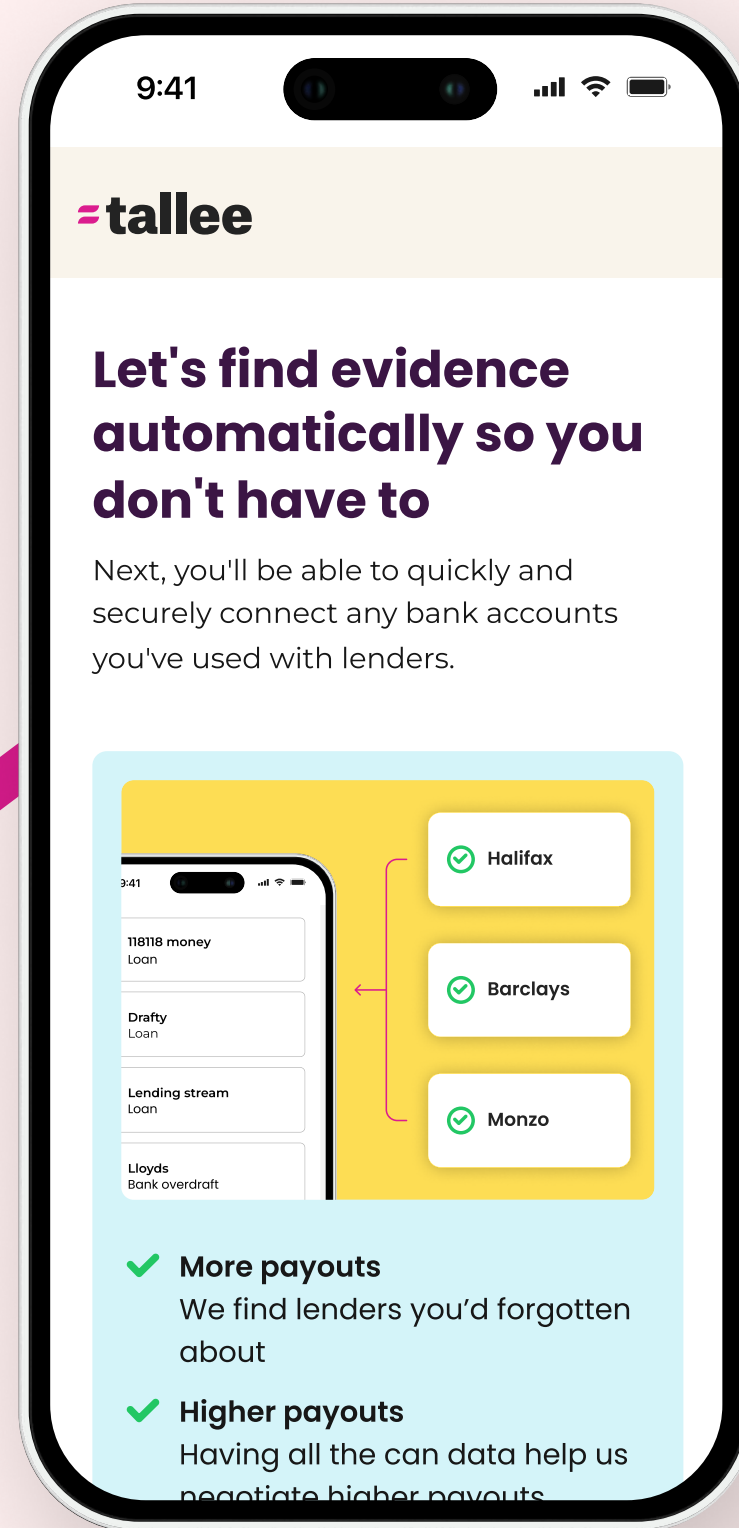 9:41
tallee
Let's find evidence
automatically so you
don't have to
Next, you'll be able to quickly and
securely connect any bank accounts
you've used with lenders.
9:41
118118 money
Loan
Drafty
Loan
Lending stream
Loan
Lloyds
Bank overdraft
Halifax
Barclays
Monzo
More payouts
We find lenders you’d forgotten
about
Higher payouts
Having all the can data help us
negotiate higher payouts